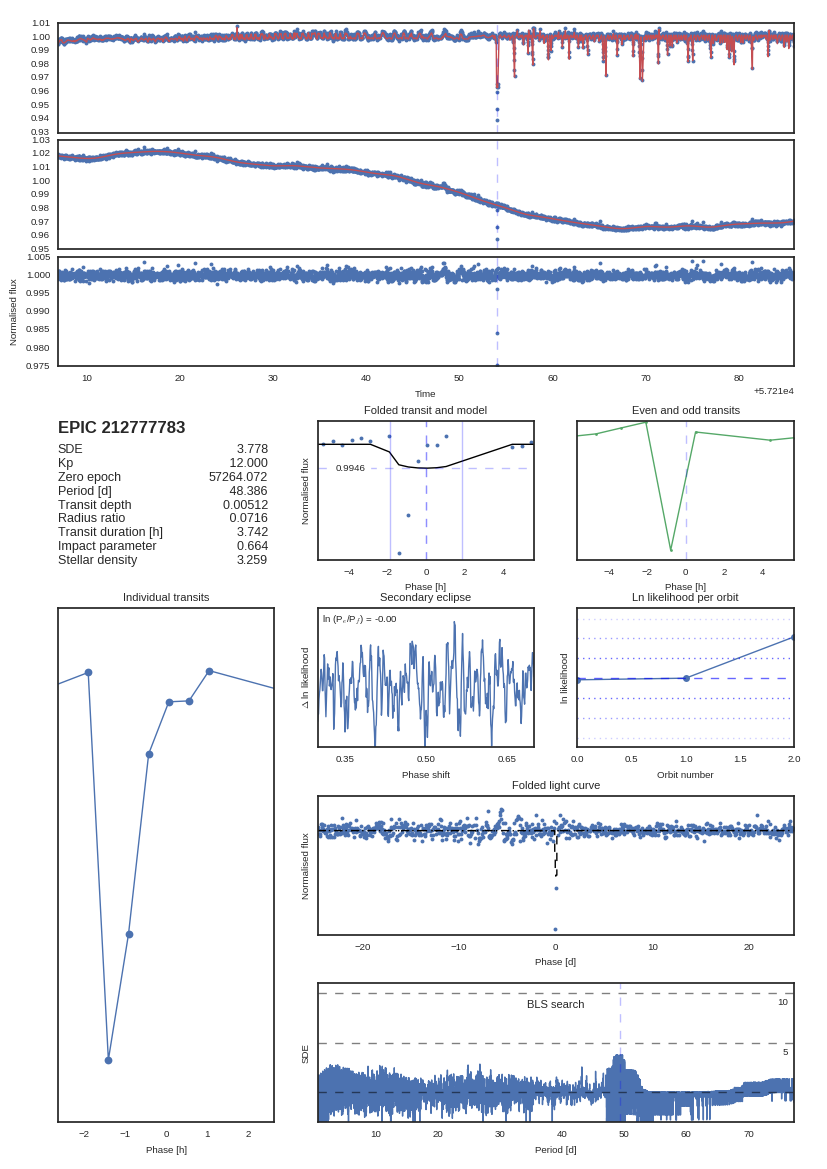 1.01
1.00
0.99
0.98
0.97
0.96
0.95
0.94
0.93
1.03
1.02
1.01
1.00
0.99
0.98
0.97
0.96
0.95
1.005
1.000
0.995
0.990
0.985
0.980
0.975
Normalised flux
10 20 30 40 50 60 70 80
Time
+5.721e4
EPIC 212777783
SDE 3.778
Kp 12.000
Zero epoch 57264.072
Period [d] 48.386
Transit depth 0.00512
Radius ratio 0.0716
Transit duration [h] 3.742
Impact parameter 0.664
Stellar density 3.259
Folded transit and model
Normalised flux
0.9946
−4 −2 0 2 4
Phase [h]
Even and odd transits
−4 −2 0 2 4
Phase [h]
Individual transits
−2 −1 0 1 2
Phase [h]
Secondary eclipse
Δ ln likelihood
ln (Pₑ/P𝑓) = -0.00
0.35 0.50 0.65
Phase shift
Ln likelihood per orbit
ln likelihood
0.0 0.5 1.0 1.5 2.0
Orbit number
Folded light curve
Normalised flux
−20 −10 0 10 20
Phase [d]
BLS search
SDE
10
5
10 20 30 40 50 60 70
Period [d]